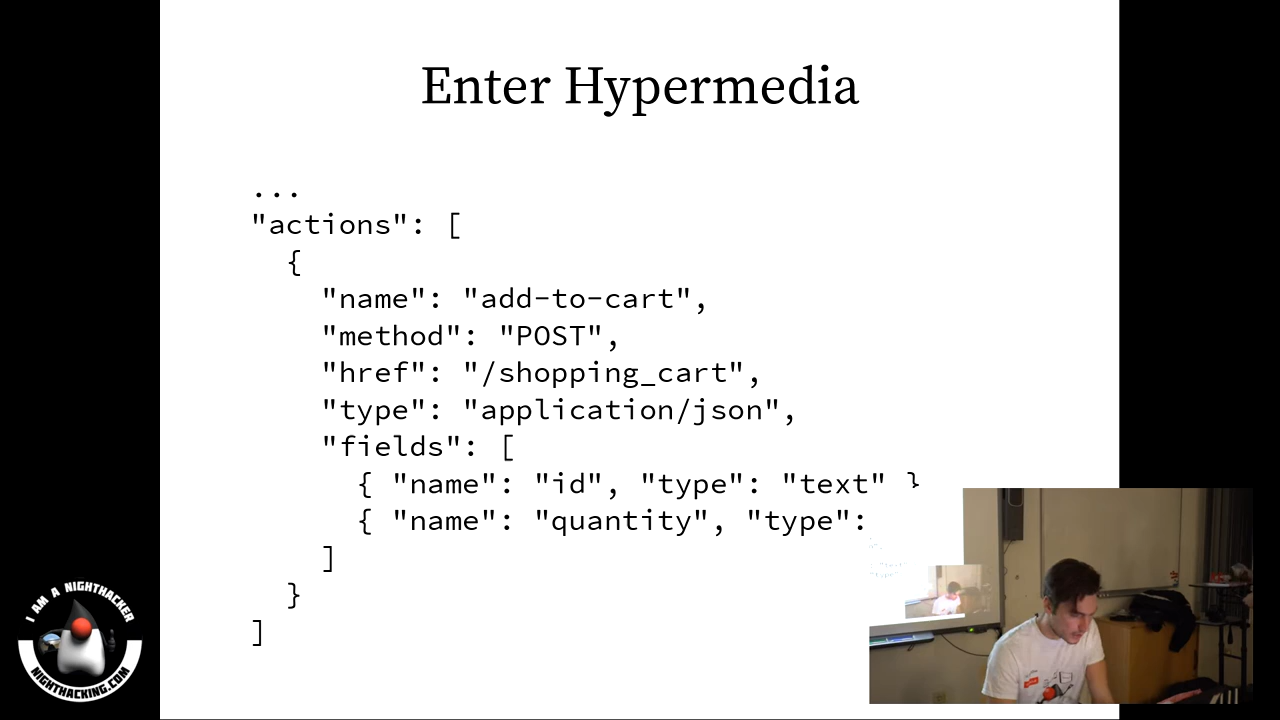 Enter Hypermedia
...
"actions": [
{
"name": "add-to-cart",
"method": "POST",
"href": "/shopping_cart",
"type": "application/json",
"fields": [
{ "name": "id", "type": "text" }
{ "name": "quantity", "type":
]
}
]
I AM A NIGHTHACKER
NIGHTHACKING.COM